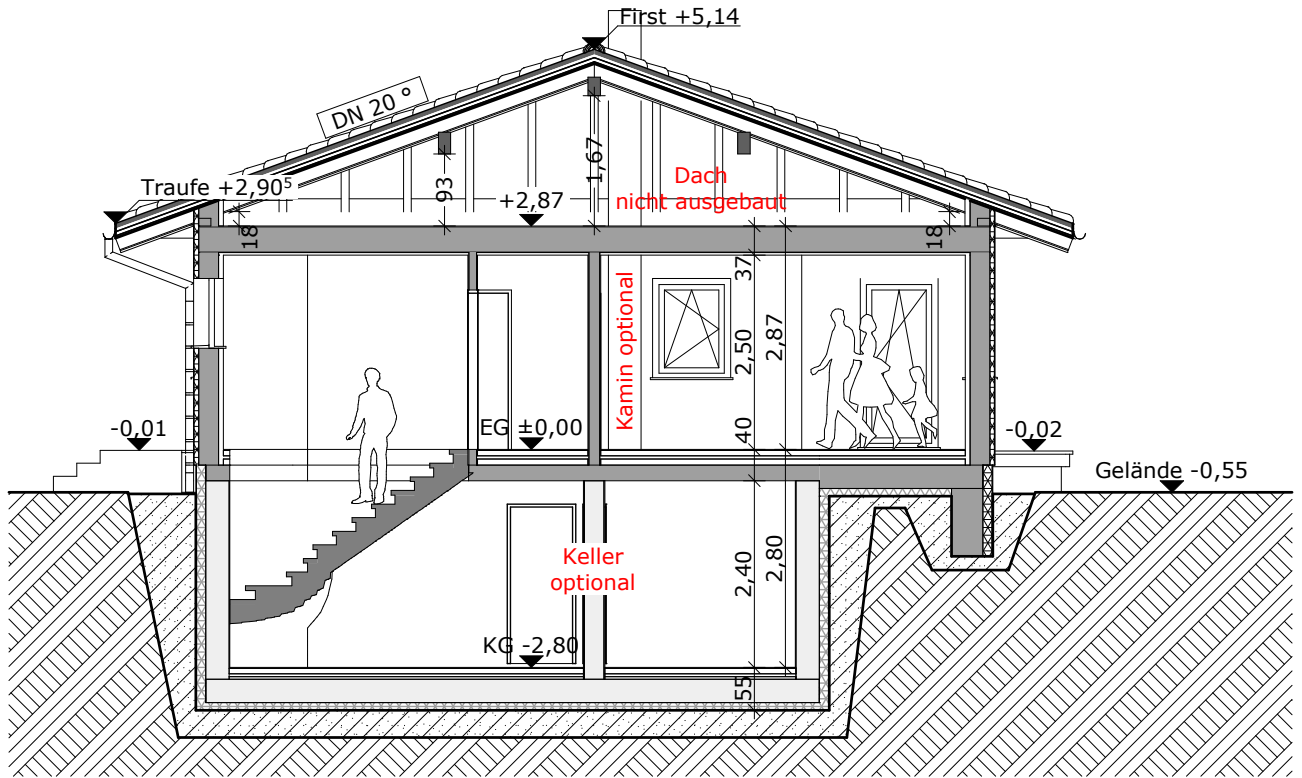 First +5,14
DN 20 °
Traufe +2,90⁵
1,67
93
Dach
nicht ausgebaut
+2,87
18
18
37
Kamin optional
2,50
2,87
-0,01
EG ±0,00
40
-0,02
Gelände -0,55
Keller
optional
2,40
2,80
KG -2,80
55